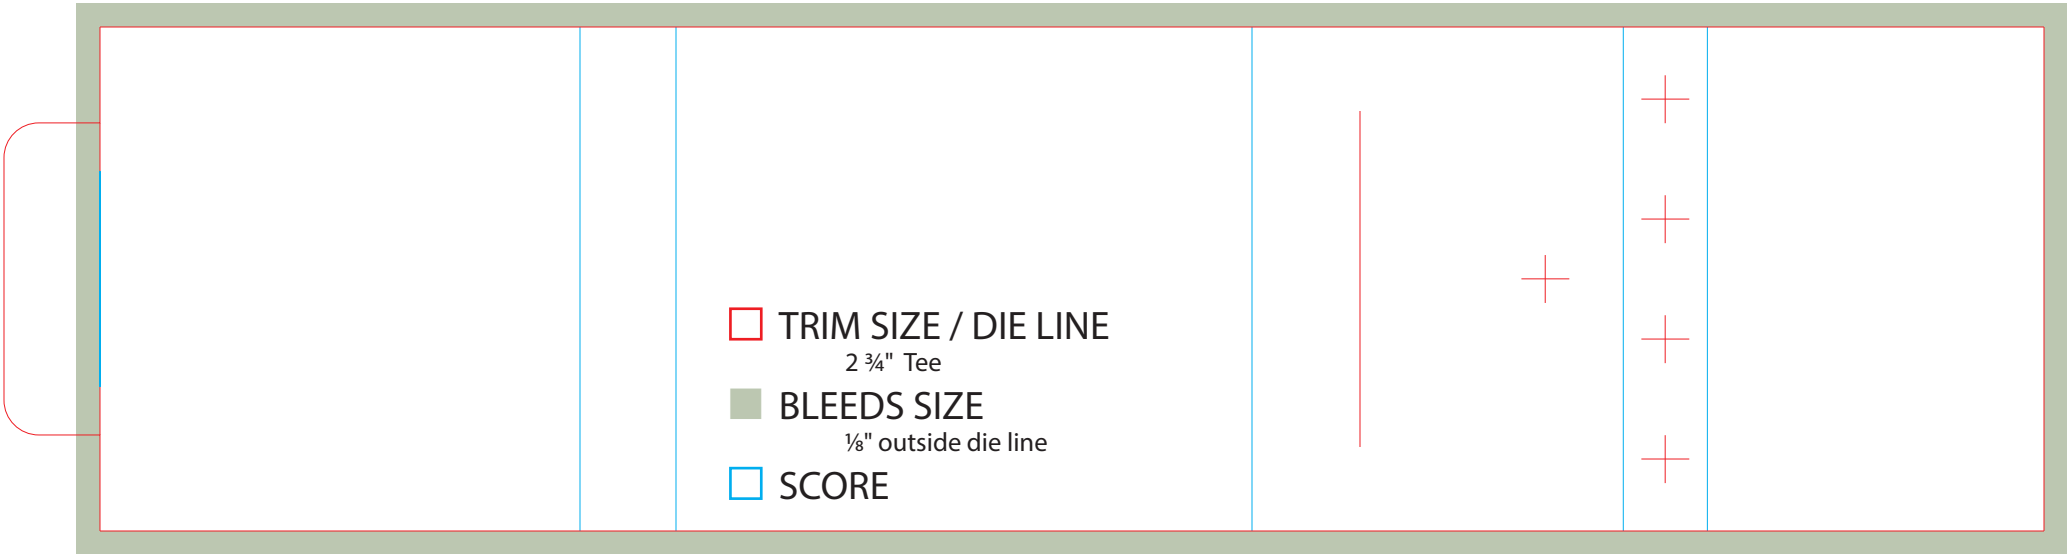 TRIM SIZE / DIE LINE
2 ¾" Tee
BLEEDS SIZE
⅛" outside die line
SCORE